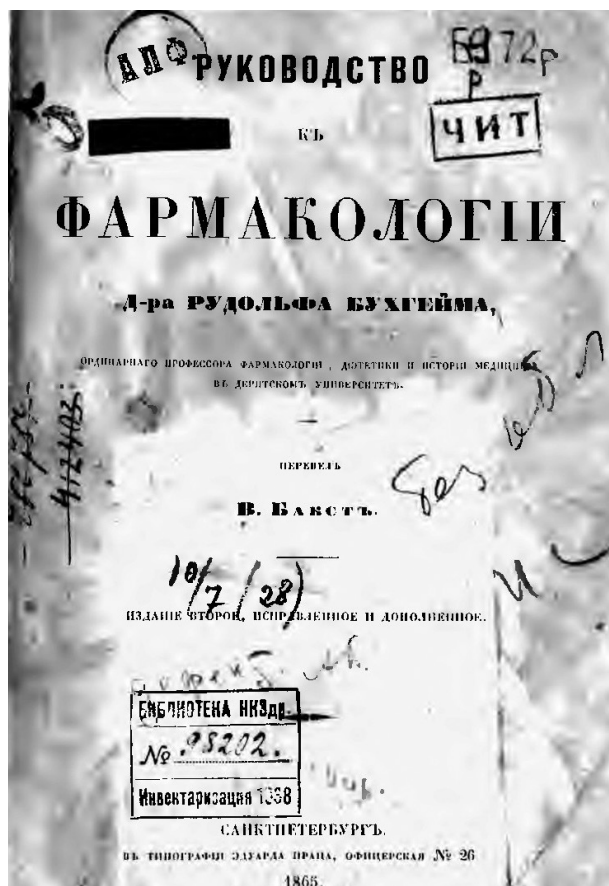 АПФ
РУКОВОДСТВО
КЪ
ЧИТ
ФАРМАКОЛОГІИ
Д-ра РУДОЛЬФА БУХГЕЙМА,
ОРДИНАРНАГО ПРОФЕССОРА ФАРМАКОЛОГІИ, ДІЭТЕТИКИ И ИСТОРІИ МЕДИЦИНЫ
ВЪ ДЕРПТСКОМЪ УНИВЕРСИТЕТѢ.
ПЕРЕВЕЛЪ
В. БАКСТЪ.
10/7 (28)
ИЗДАНІЕ ВТОРОЕ, ИСПРАВЛЕННОЕ И ДОПОЛНЕННОЕ.
БИБЛИОТЕКА НКЗдр
№ 98202.
Инвентаризация 1938
САНКТПЕТЕРБУРГЪ.
ВЪ ТИПОГРАФІИ ЭДУАРДА ПРАЦА, ОФИЦЕРСКАЯ № 26
1865.